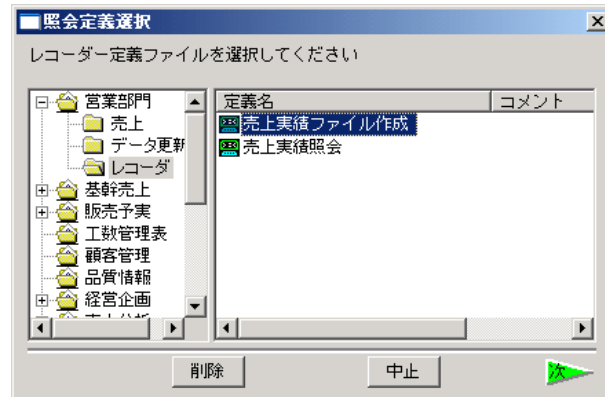 照会定義選択
レコーダー定義ファイルを選択してください
営業部門
売上
データ更新
レコーダ
基幹売上
販売予実
工数管理表
顧客管理
品質情報
経営企画
定義名 コメント
売上実績ファイル作成
売上実績照会
削除 中止 次